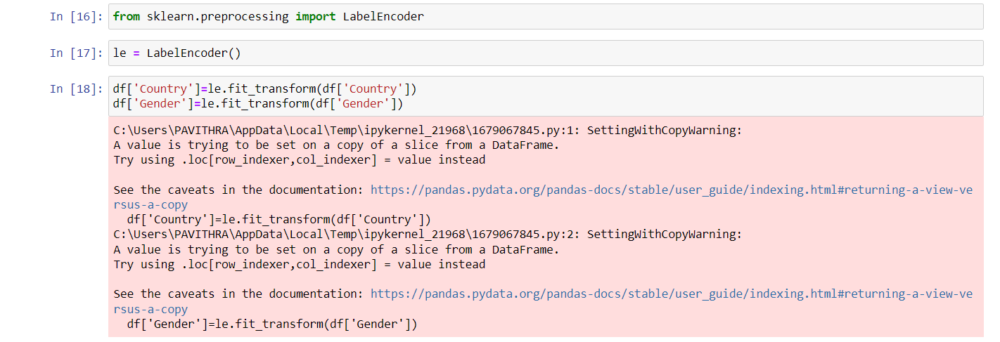 In [16]: from sklearn.preprocessing import LabelEncoder
In [17]: le = LabelEncoder()
In [18]: df['Country']=le.fit_transform(df['Country'])
df['Gender']=le.fit_transform(df['Gender'])
C:\Users\PAVITHRA\AppData\Local\Temp\ipykernel_21968\1679067845.py:1: SettingWithCopyWarning:
A value is trying to be set on a copy of a slice from a DataFrame.
Try using .loc[row_indexer,col_indexer] = value instead
See the caveats in the documentation: https://pandas.pydata.org/pandas-docs/stable/user_guide/indexing.html#returning-a-view-ve
rsus-a-copy
df['Country']=le.fit_transform(df['Country'])
C:\Users\PAVITHRA\AppData\Local\Temp\ipykernel_21968\1679067845.py:2: SettingWithCopyWarning:
A value is trying to be set on a copy of a slice from a DataFrame.
Try using .loc[row_indexer,col_indexer] = value instead
See the caveats in the documentation: https://pandas.pydata.org/pandas-docs/stable/user_guide/indexing.html#returning-a-view-ve
rsus-a-copy
df['Gender']=le.fit_transform(df['Gender'])